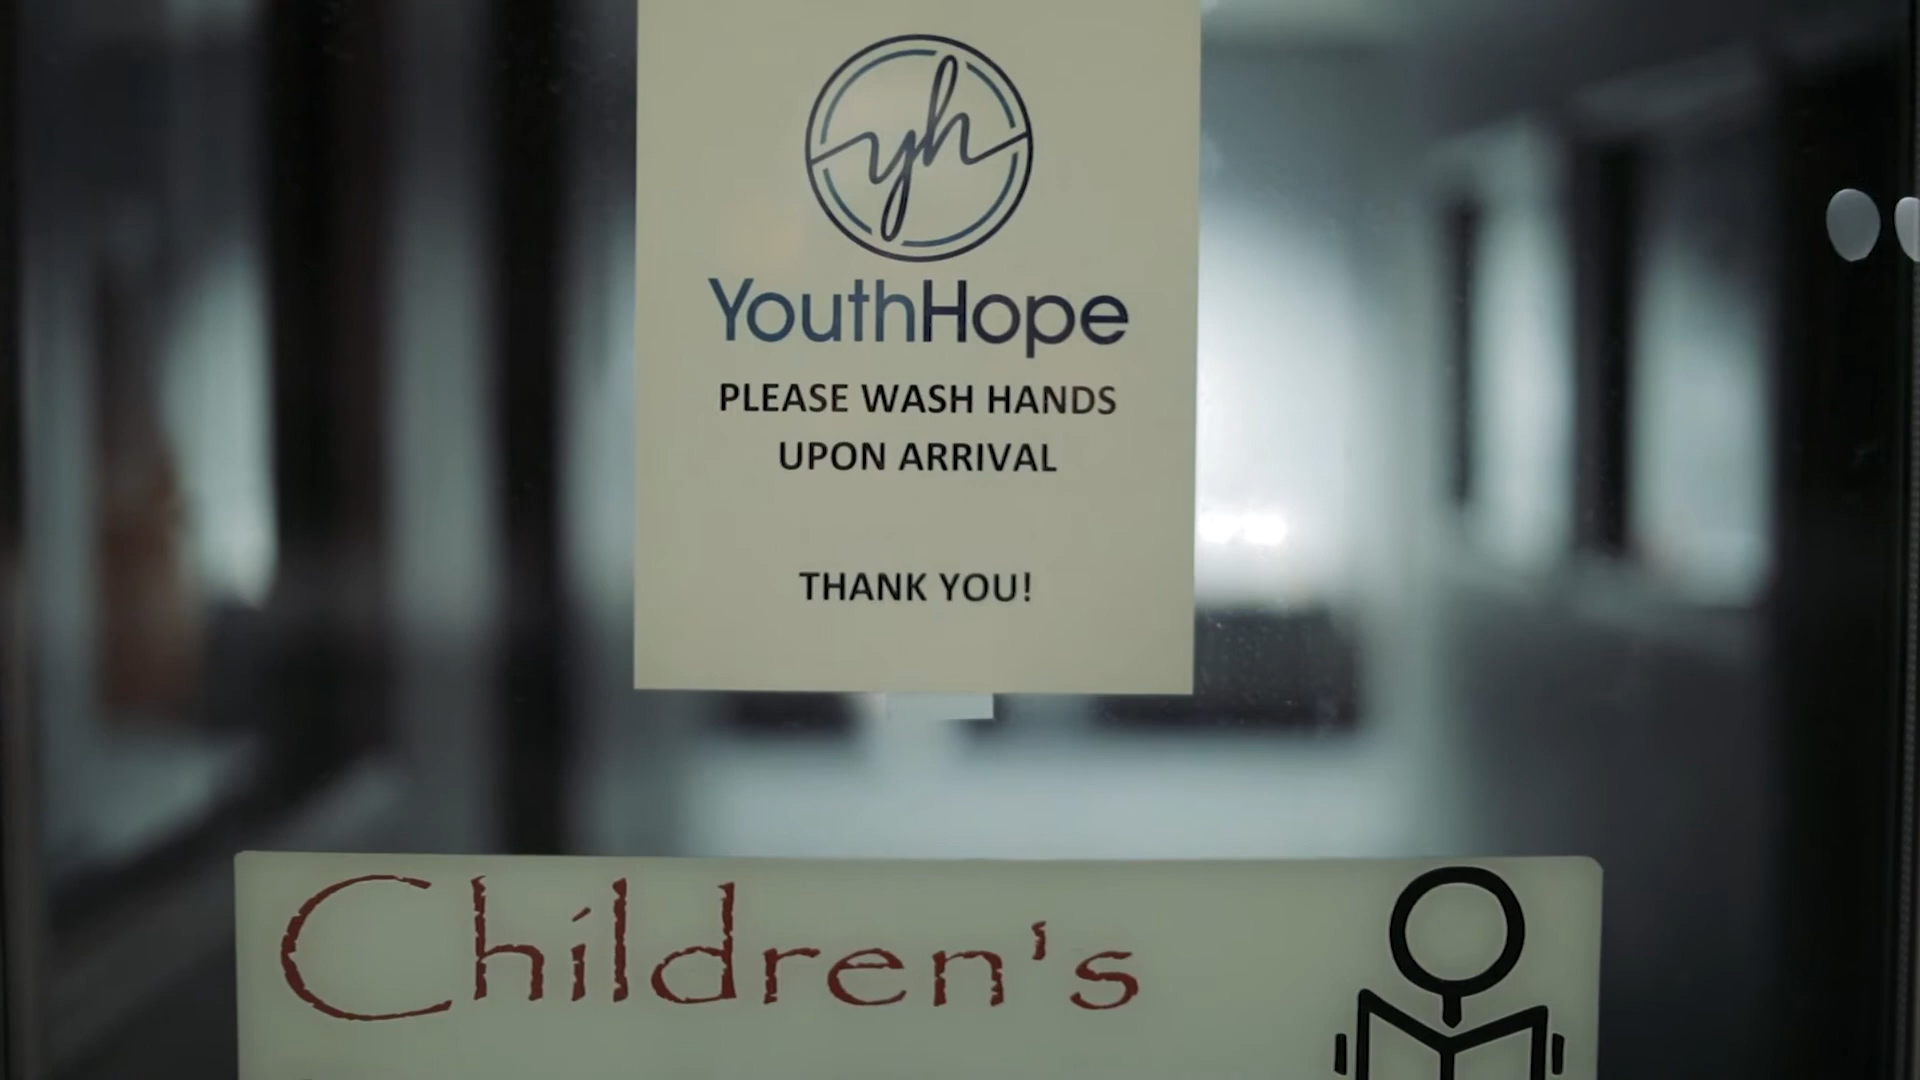 yh
YouthHope
PLEASE WASH HANDS
UPON ARRIVAL
THANK YOU!
Children's